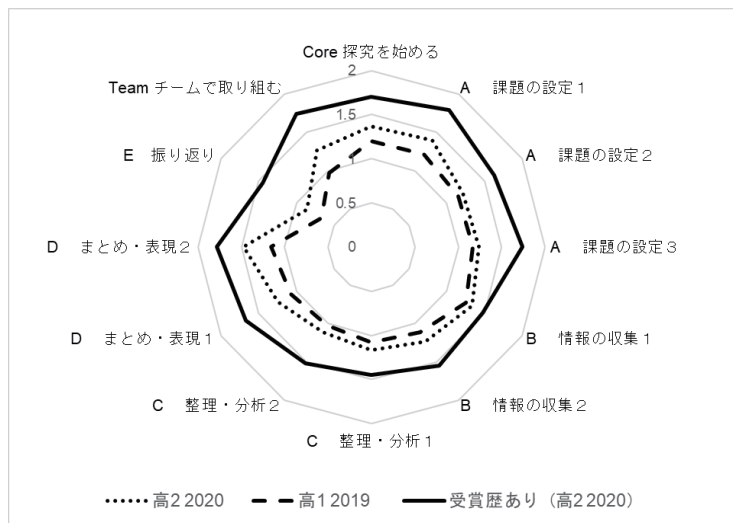 Core 探究を始める
A 課題の設定1
A 課題の設定2
A 課題の設定3
B 情報の収集1
B 情報の収集2
C 整理・分析1
C 整理・分析2
D まとめ・表現1
D まとめ・表現2
E 振り返り
Team チームで取り組む
2
1.5
1
0.5
0
高2 2020
高1 2019
受賞歴あり（高2 2020）